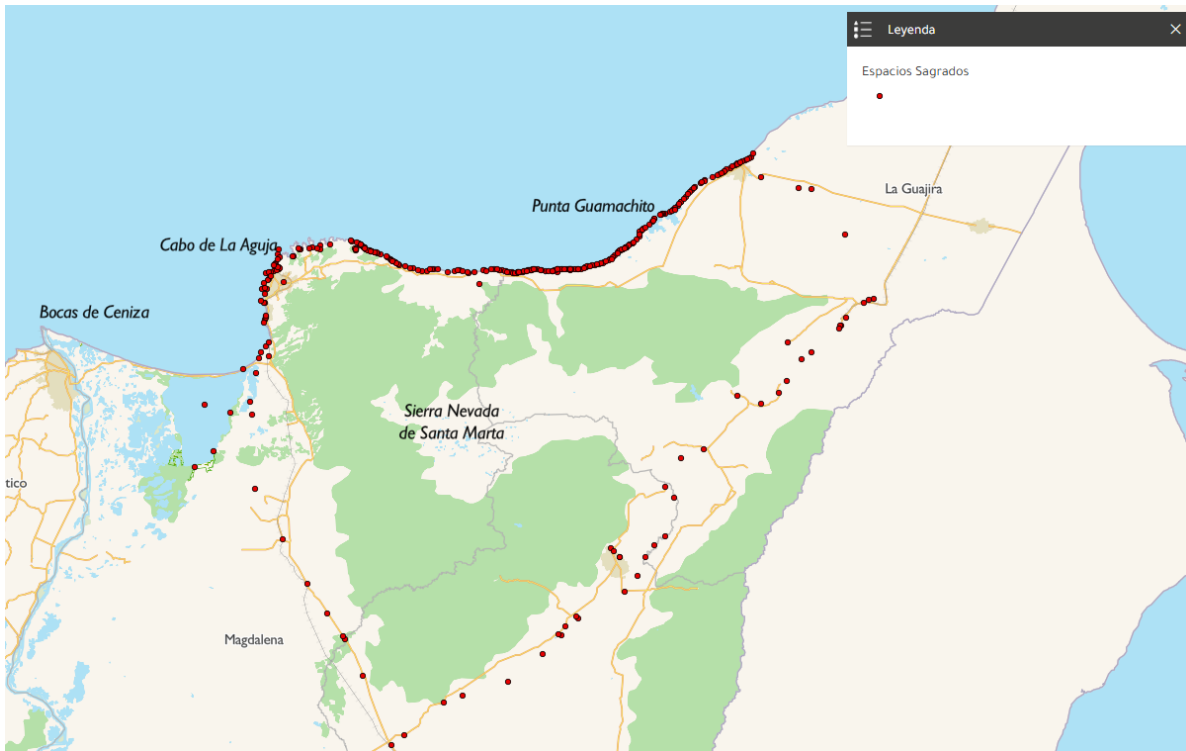 Leyenda
Espacios Sagrados
La Guajira
Punta Guamachito
Cabo de La Aguja
Bocas de Ceniza
Sierra Nevada
de Santa Marta
tico
Magdalena